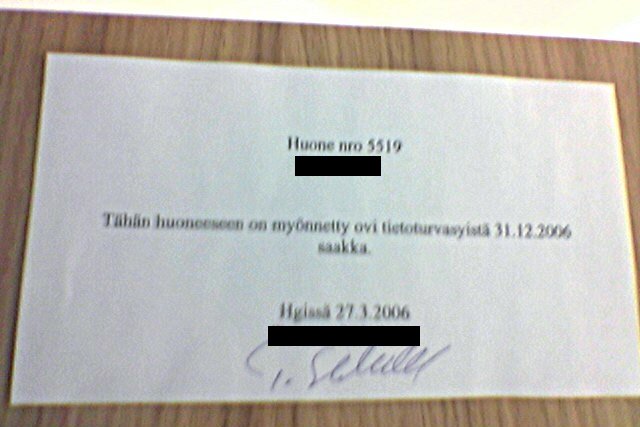 Huone nro 5519
Tähän huoneeseen on myönnetty ovi tietoturvasyistä 31.12.2006
saakka.
Hgissä 27.3.2006